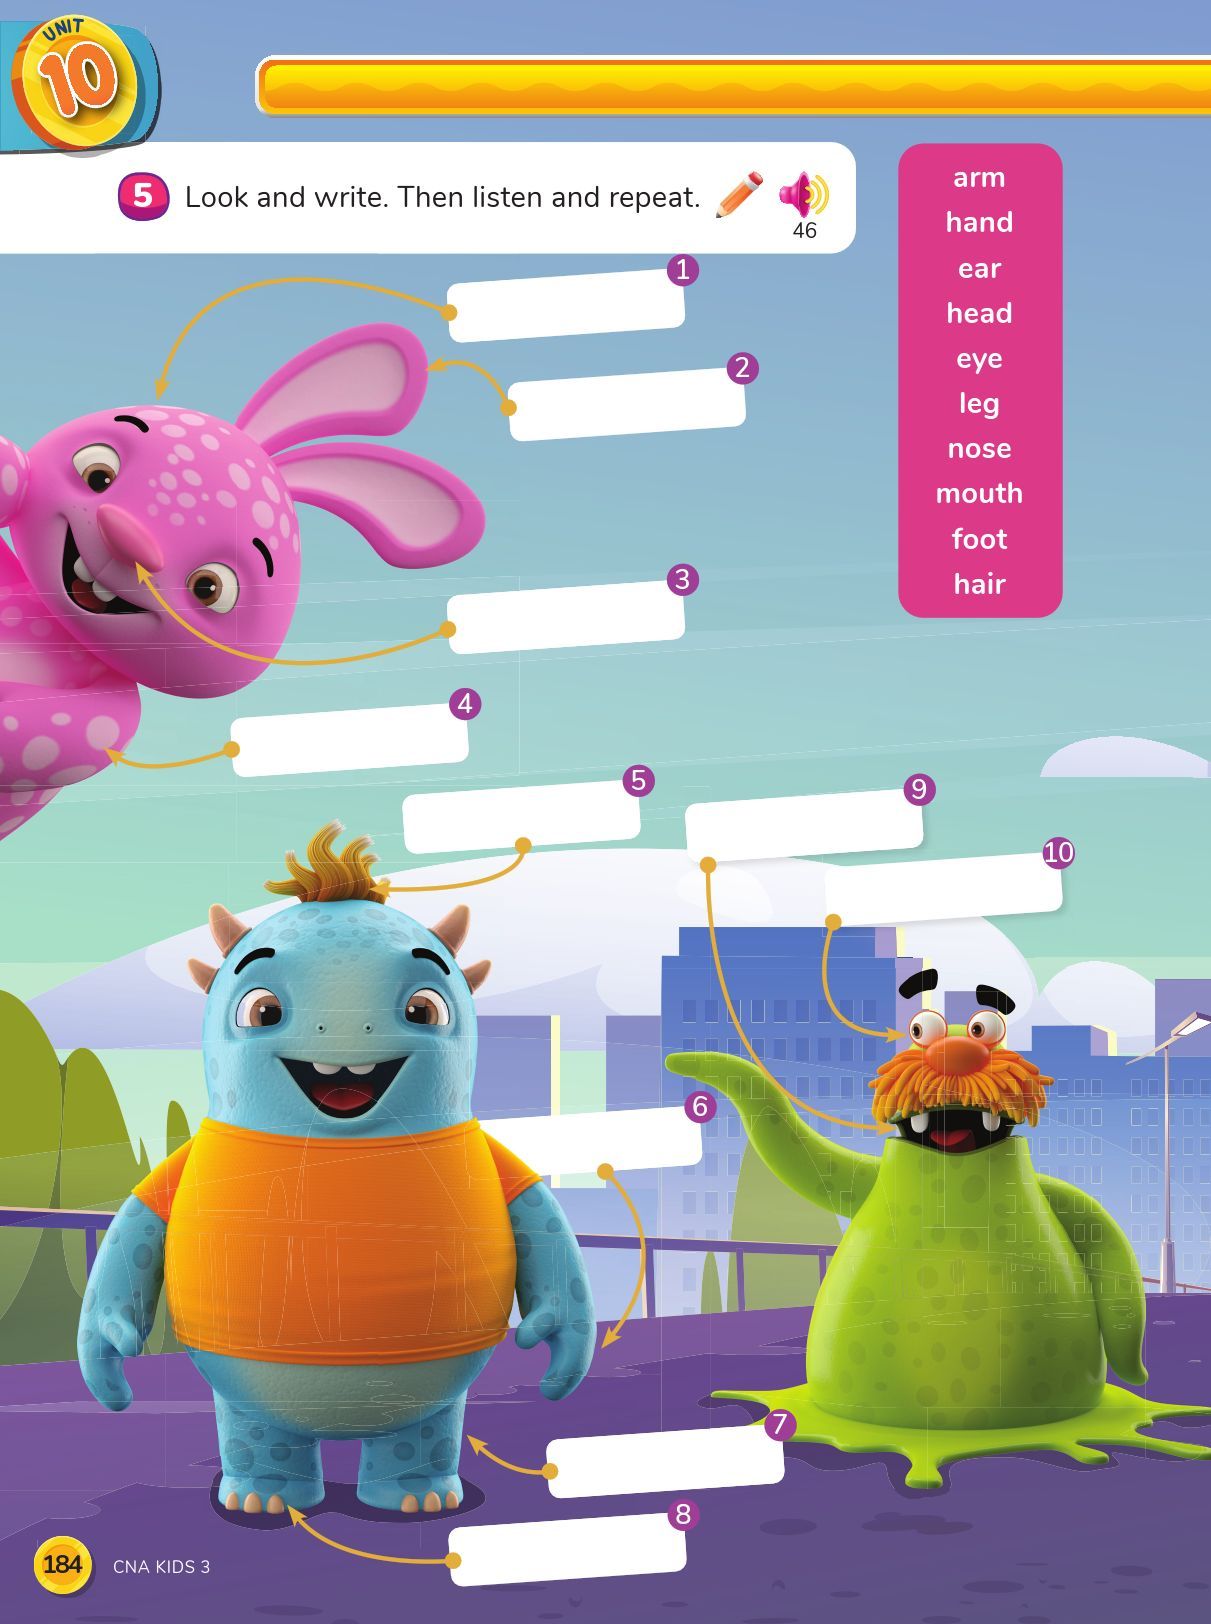 UNIT
10
5 Look and write. Then listen and repeat.
46
arm
hand
ear
head
eye
leg
nose
mouth
foot
hair
1
2
3
4
5
9
10
6
7
8
184 CNA KIDS 3